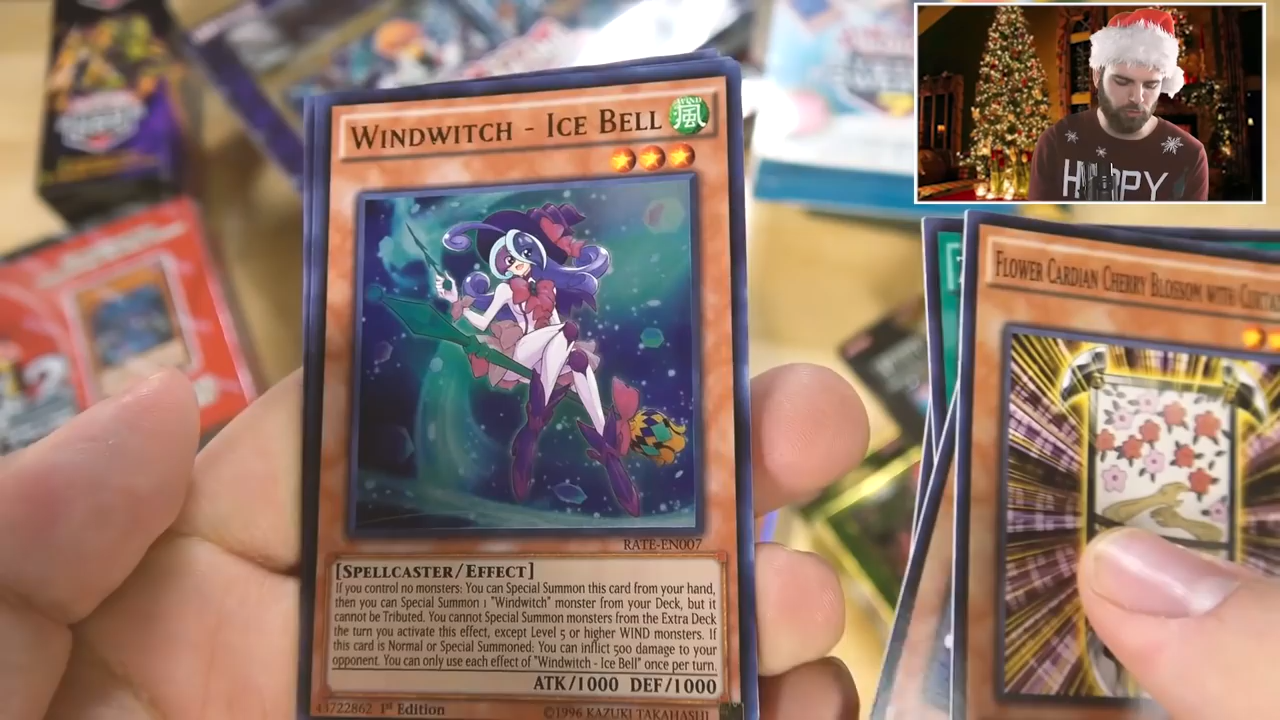 WINDWITCH - ICE BELL
WIND
風
RATE-EN007
[SPELLCASTER/EFFECT]
If you control no monsters: You can Special Summon this card from your hand,
then you can Special Summon 1 "Windwitch" monster from your Deck, but it
cannot be Tributed. You cannot Special Summon monsters from the Extra Deck
the turn you activate this effect, except Level 5 or higher WIND monsters. If
this card is Normal or Special Summoned: You can inflict 500 damage to your
opponent. You can only use each effect of "Windwitch - Ice Bell" once per turn.
ATK/1000 DEF/1000
43722862 1st Edition
©1996 KAZUKI TAKAHASHI
FLOWER CARDIAN CHERRY BLOSSOM WITH